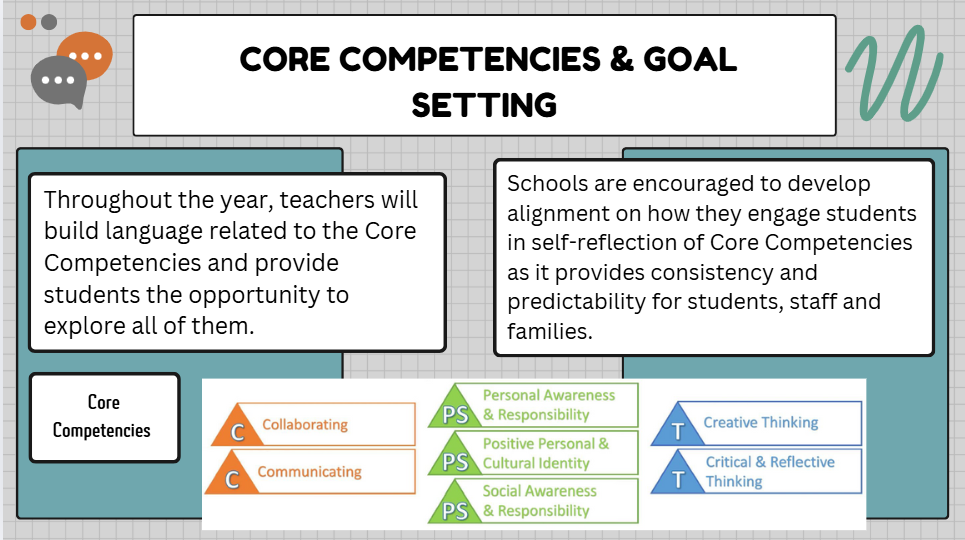 CORE COMPETENCIES & GOAL
SETTING
Throughout the year, teachers will
build language related to the Core
Competencies and provide
students the opportunity to
explore all of them.
Schools are encouraged to develop
alignment on how they engage students
in self-reflection of Core Competencies
as it provides consistency and
predictability for students, staff and
families.
Core
Competencies
C Collaborating
C Communicating
PS Personal Awareness
& Responsibility
PS Positive Personal &
Cultural Identity
PS Social Awareness
& Responsibility
T Creative Thinking
T Critical & Reflective
Thinking